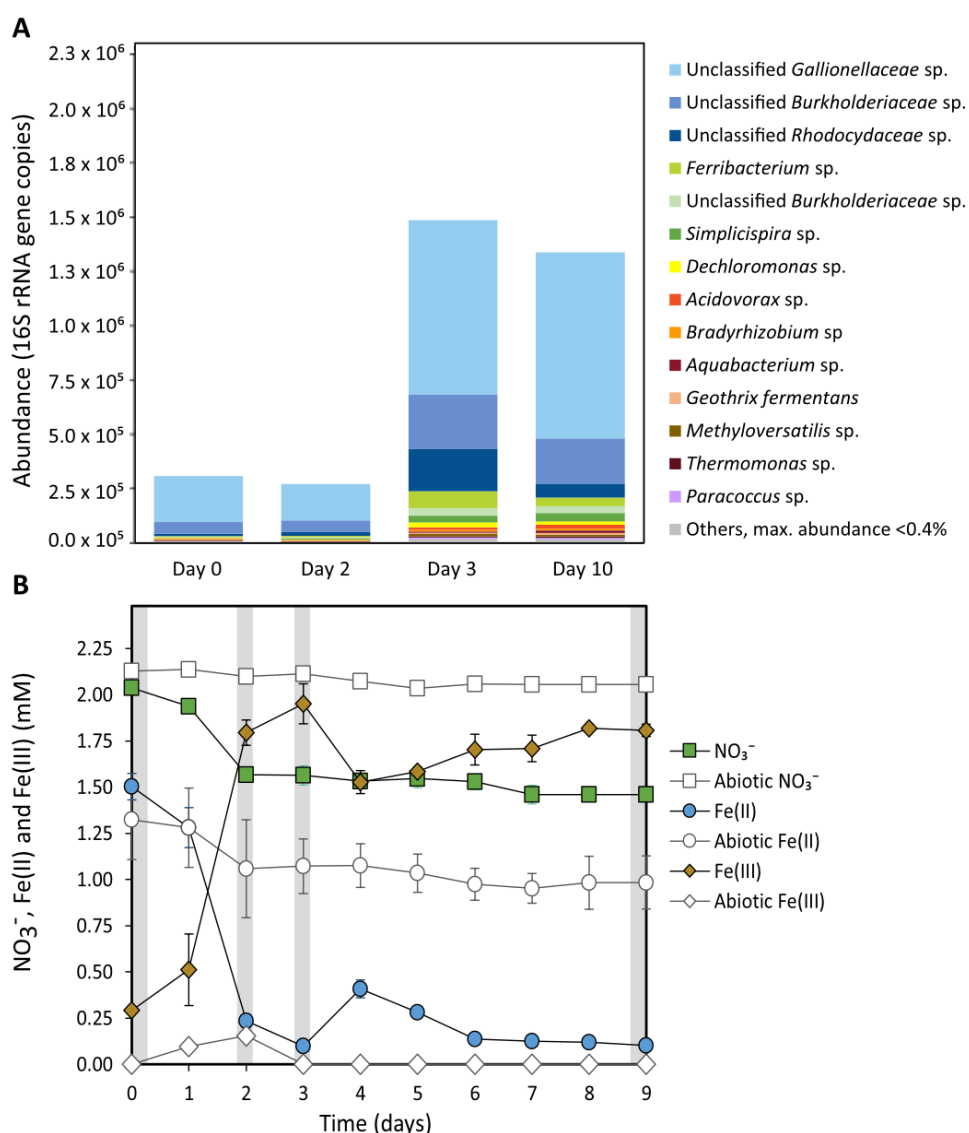 A
Abundance (16S rRNA gene copies)
2.3 x 10⁶
2.0 x 10⁶
1.8 x 10⁶
1.5 x 10⁶
1.3 x 10⁶
1.0 x 10⁶
7.5 x 10⁵
5.0 x 10⁵
2.5 x 10⁵
0.0 x 10⁵
Day 0 Day 2 Day 3 Day 10
Unclassified Gallionellaceae sp.
Unclassified Burkholderiaceae sp.
Unclassified Rhodocydaceae sp.
Ferribacterium sp.
Unclassified Burkholderiaceae sp.
Simplicispira sp.
Dechloromonas sp.
Acidovorax sp.
Bradyrhizobium sp
Aquabacterium sp.
Geothrix fermentans
Methyloversatilis sp.
Thermomonas sp.
Paracoccus sp.
Others, max. abundance <0.4%
B
NO₃⁻, Fe(II) and Fe(III) (mM)
2.25
2.00
1.75
1.50
1.25
1.00
0.75
0.50
0.25
0.00
0 1 2 3 4 5 6 7 8 9
Time (days)
NO₃⁻
Abiotic NO₃⁻
Fe(II)
Abiotic Fe(II)
Fe(III)
Abiotic Fe(III)